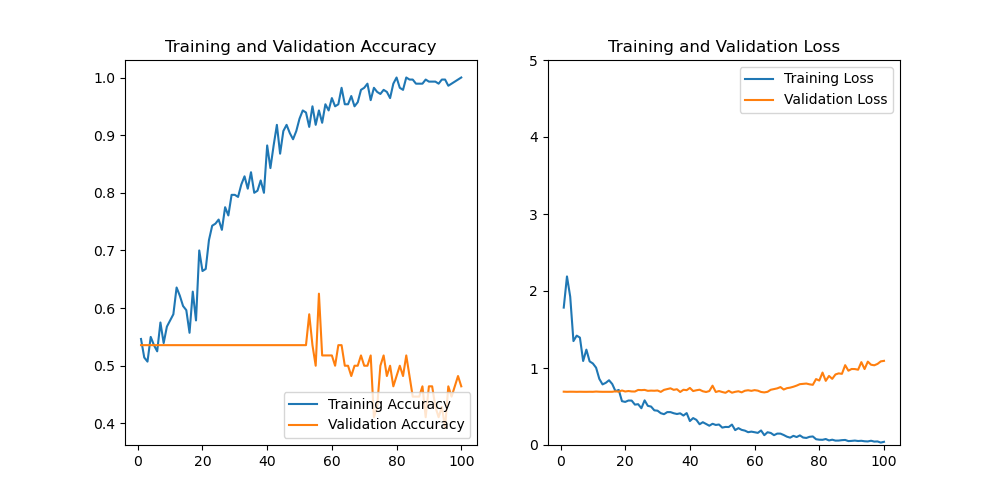 Training and Validation Accuracy
1.0
0.9
0.8
0.7
0.6
0.5
0.4
Training Accuracy
Validation Accuracy
0 20 40 60 80 100
Training and Validation Loss
5
4
3
2
1
0
Training Loss
Validation Loss
0 20 40 60 80 100